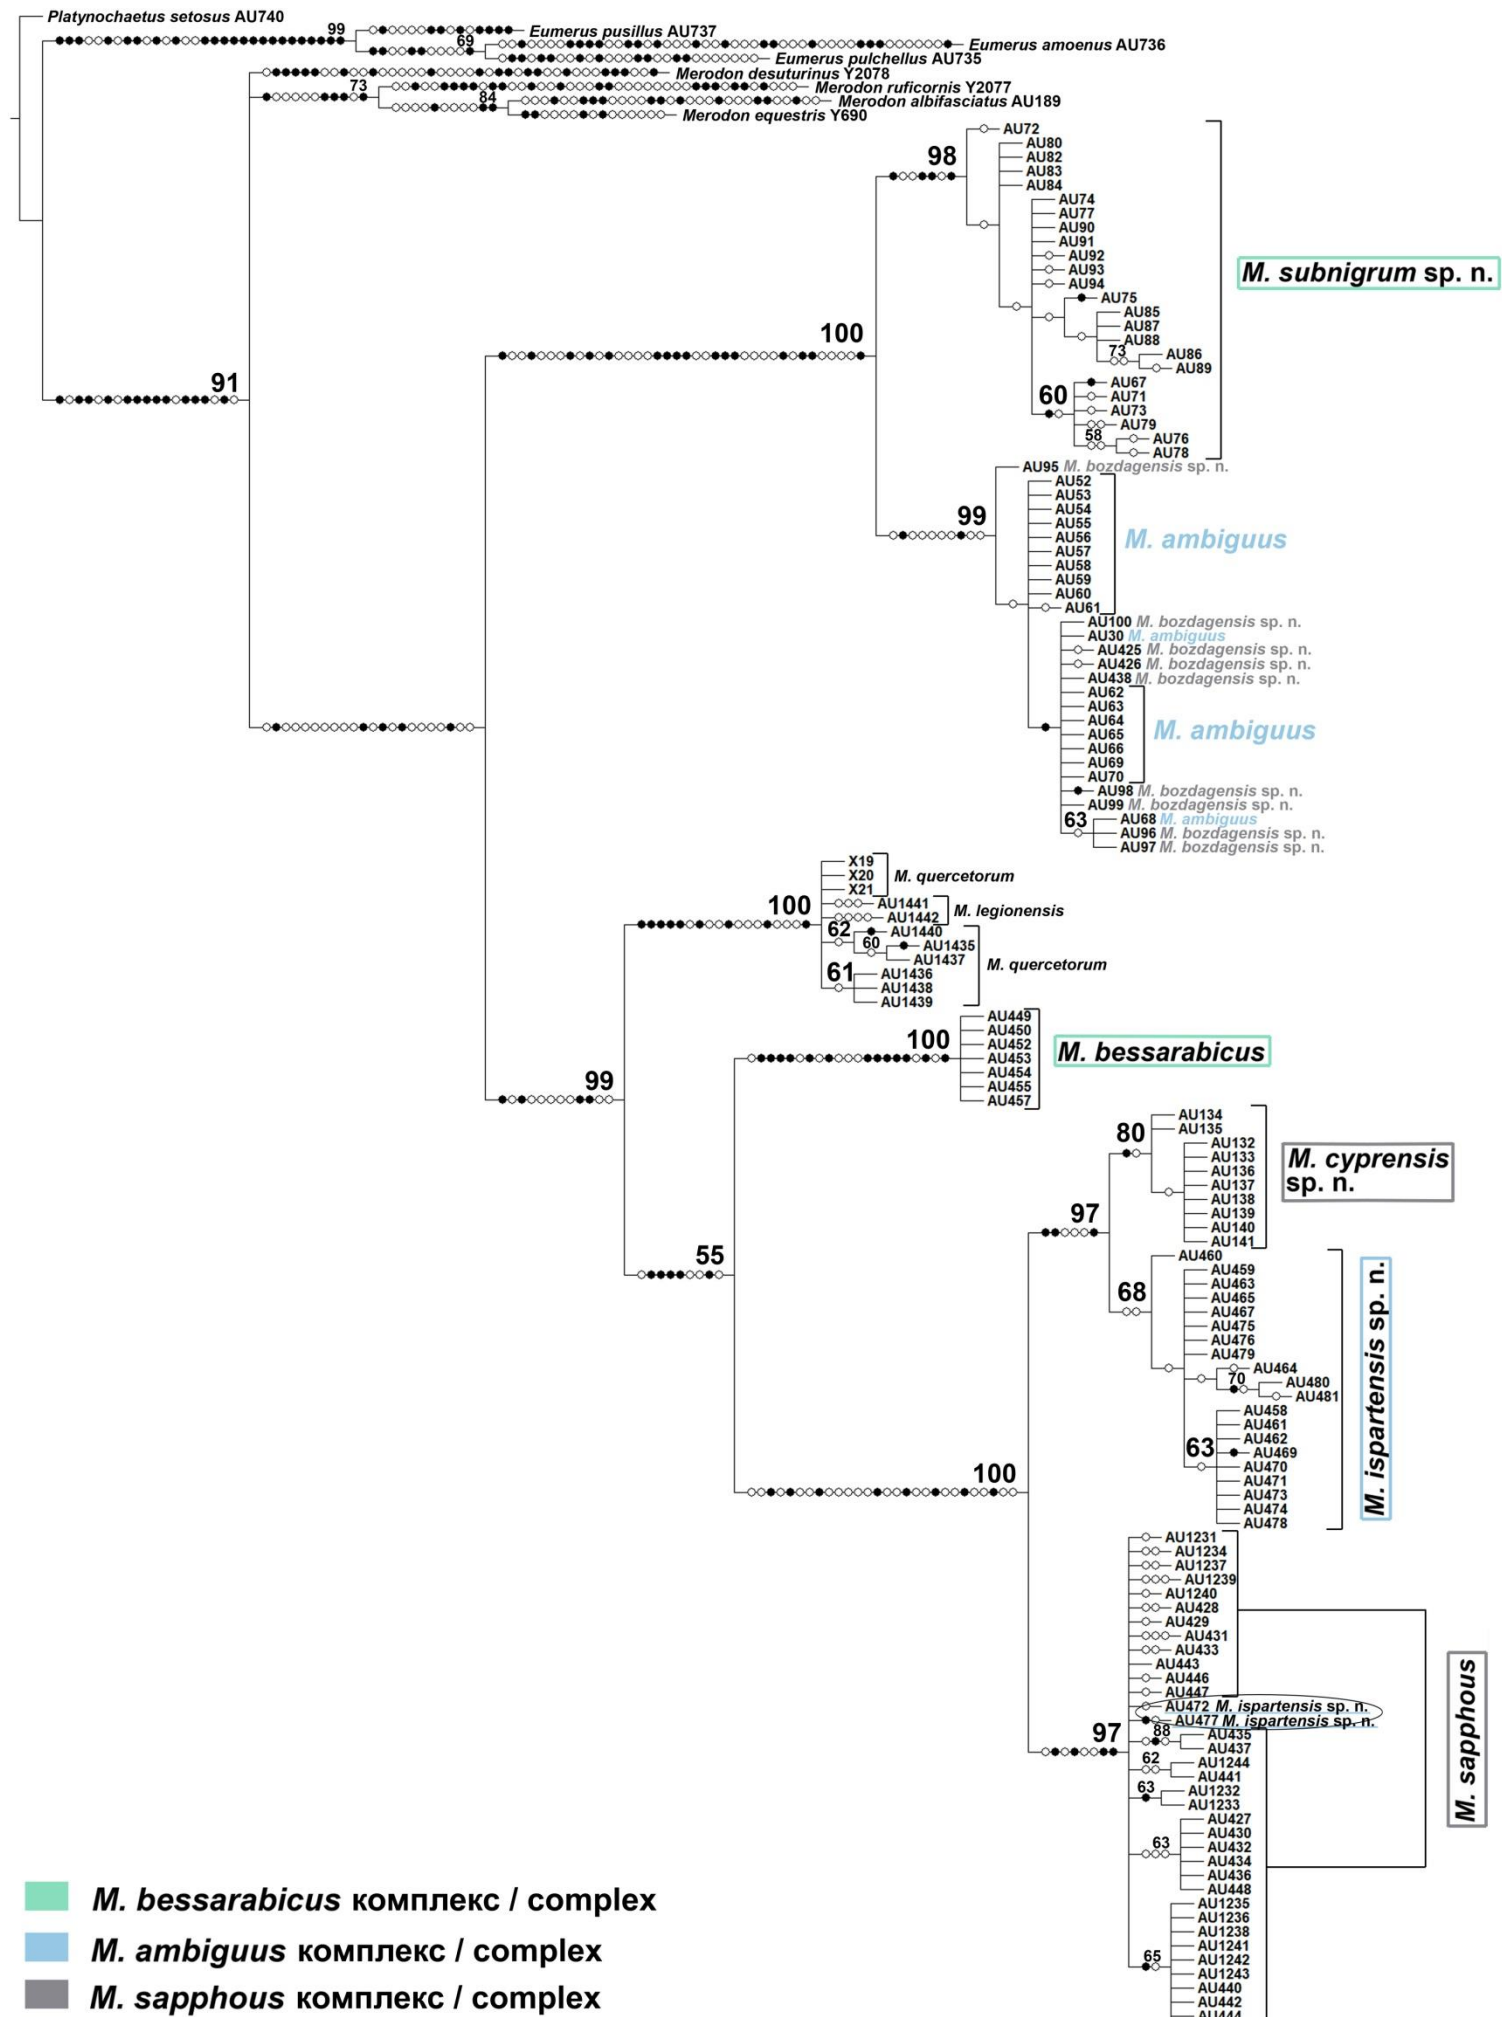 Platynochaetus setosus AU740
99
Eumerus pusillus AU737
69
Eumerus amoenus AU736
Eumerus pulchellus AU735
Merodon desuturinus Y2078
73
Merodon ruficornis Y2077
84
Merodon albifasciatus AU189
Merodon equestris Y690
91
100
98
AU72
AU80
AU82
AU83
AU84
AU74
AU77
AU90
AU91
AU92
AU93
AU94
AU75
AU85
AU87
AU88
73
AU86
AU89
60
AU67
AU71
AU73
AU79
58
AU76
AU78
M. subnigrum sp. n.
99
AU95 M. bozdagensis sp. n.
AU52
AU53
AU54
AU55
AU56
AU57
AU58
AU59
AU60
AU61
M. ambiguus
AU100 M. bozdagensis sp. n.
AU30 M. ambiguus
AU425 M. bozdagensis sp. n.
AU426 M. bozdagensis sp. n.
AU438 M. bozdagensis sp. n.
AU62
AU63
AU64
AU65
AU66
AU69
AU70
M. ambiguus
AU98 M. bozdagensis sp. n.
AU99 M. bozdagensis sp. n.
63
AU68 M. ambiguus
AU96 M. bozdagensis sp. n.
AU97 M. bozdagensis sp. n.
99
100
X19
X20
X21
M. quercetorum
AU1441
AU1442
M. legionensis
62
AU1440
60
AU1435
AU1437
61
AU1436
AU1438
AU1439
M. quercetorum
55
100
AU449
AU450
AU452
AU453
AU454
AU455
AU457
M. bessarabicus
100
97
80
AU134
AU135
AU132
AU133
AU136
AU137
AU138
AU139
AU140
AU141
M. cyprensis
sp. n.
68
AU460
AU459
AU463
AU465
AU467
AU475
AU476
AU479
AU464
70
AU480
AU481
63
AU458
AU461
AU462
AU469
AU470
AU471
AU473
AU474
AU478
M. ispartensis sp. n.
97
AU1231
AU1234
AU1237
AU1239
AU1240
AU428
AU429
AU431
AU433
AU443
AU446
AU447
AU472 M. ispartensis sp. n.
AU477 M. ispartensis sp. n.
88
AU435
AU437
62
AU1244
AU441
63
AU1232
AU1233
63
AU427
AU430
AU432
AU434
AU436
AU448
65
AU1235
AU1236
AU1238
AU1241
AU1242
AU1243
AU440
AU442
M. sapphous
M. bessarabicus комплекс / complex
M. ambiguus комплекс / complex
M. sapphous комплекс / complex